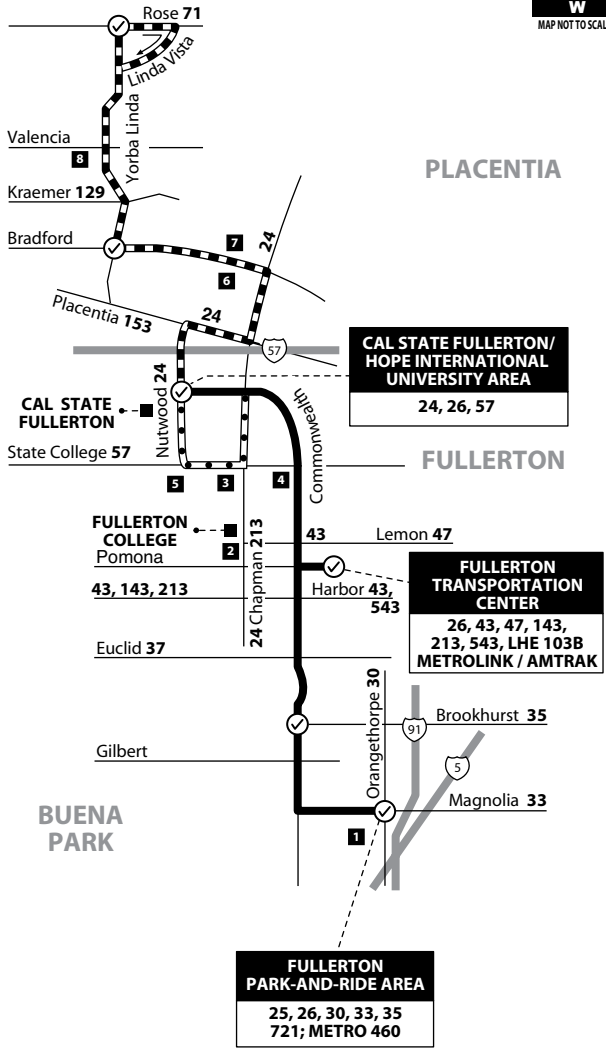 W
MAP NOT TO SCAL
Rose 71
Linda Vista
Yorba Linda
Valencia
8
PLACENTIA
Kraemer 129
Bradford
7
24
6
Placentia 153
24
57
CAL STATE FULLERTON/
HOPE INTERNATIONAL
UNIVERSITY AREA
24, 26, 57
Nutwood 24
CAL STATE
FULLERTON
Commonwealth
State College 57
FULLERTON
5
3
4
FULLERTON
COLLEGE
2
24 Chapman 213
43
Lemon 47
Pomona
43, 143, 213
Harbor 43,
543
FULLERTON
TRANSPORTATION
CENTER
26, 43, 47, 143,
213, 543, LHE 103B
METROLINK / AMTRAK
Euclid 37
Orangethorpe 30
Brookhurst 35
91
Gilbert
5
Magnolia 33
BUENA
PARK
1
FULLERTON
PARK-AND-RIDE AREA
25, 26, 30, 33, 35
721; METRO 460